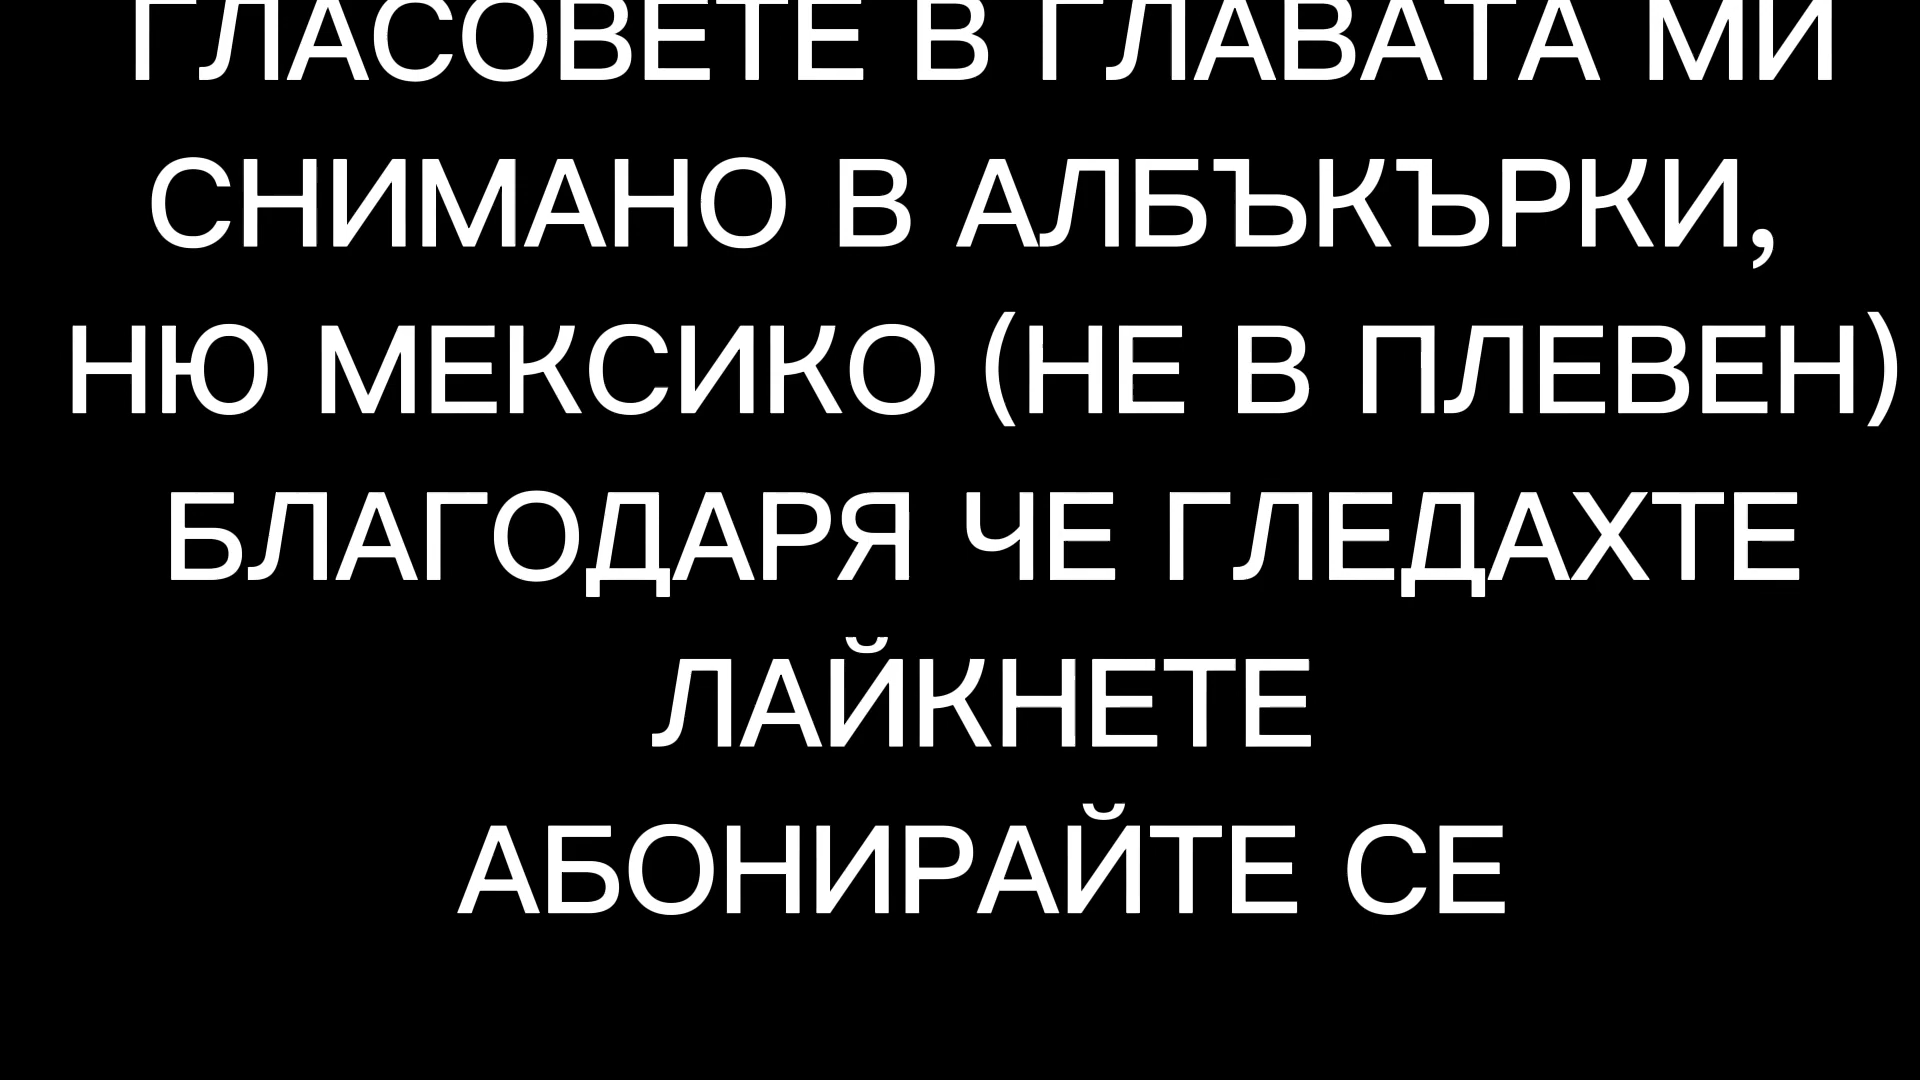 ГЛАСОВЕТЕ В ГЛАВАТА МИ
СНИМАНО В АЛБЪКЪРКИ,
НЮ МЕКСИКО (НЕ В ПЛЕВЕН)
БЛАГОДАРЯ ЧЕ ГЛЕДАХТЕ
ЛАЙКНЕТЕ
АБОНИРАЙТЕ СЕ